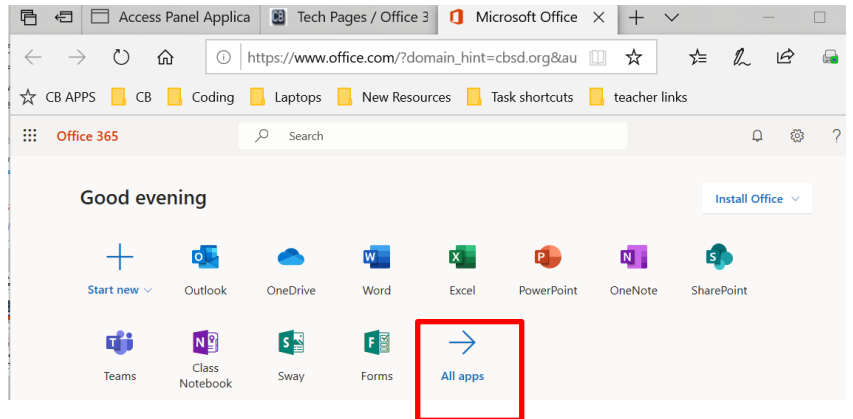 Access Panel Applica
CB Tech Pages / Office 3
Microsoft Office
https://www.office.com/?domain_hint=cbsd.org&au
CB APPS CB Coding Laptops New Resources Task shortcuts teacher links
Office 365 Search ?
Good evening
Install Office
Start new Outlook OneDrive Word Excel PowerPoint OneNote SharePoint
Teams Class Notebook Sway Forms All apps